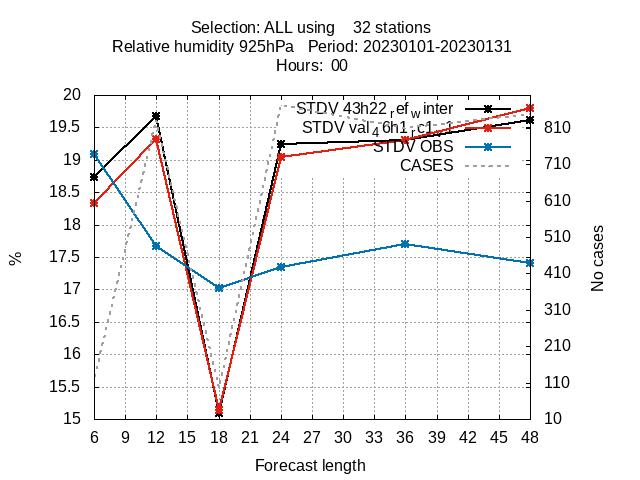 Selection: ALL using 32 stations
Relative humidity 925hPa Period: 20230101-20230131
Hours: 00
20
19.5
19
18.5
18
17.5
17
16.5
16
15.5
15
%
STDV 43h22_ref_winter
STDV OBS
CASES
810
710
610
510
410
310
210
110
10
No cases
6 9 12 15 18 21 24 27 30 33 36 39 42 45 48
Forecast length